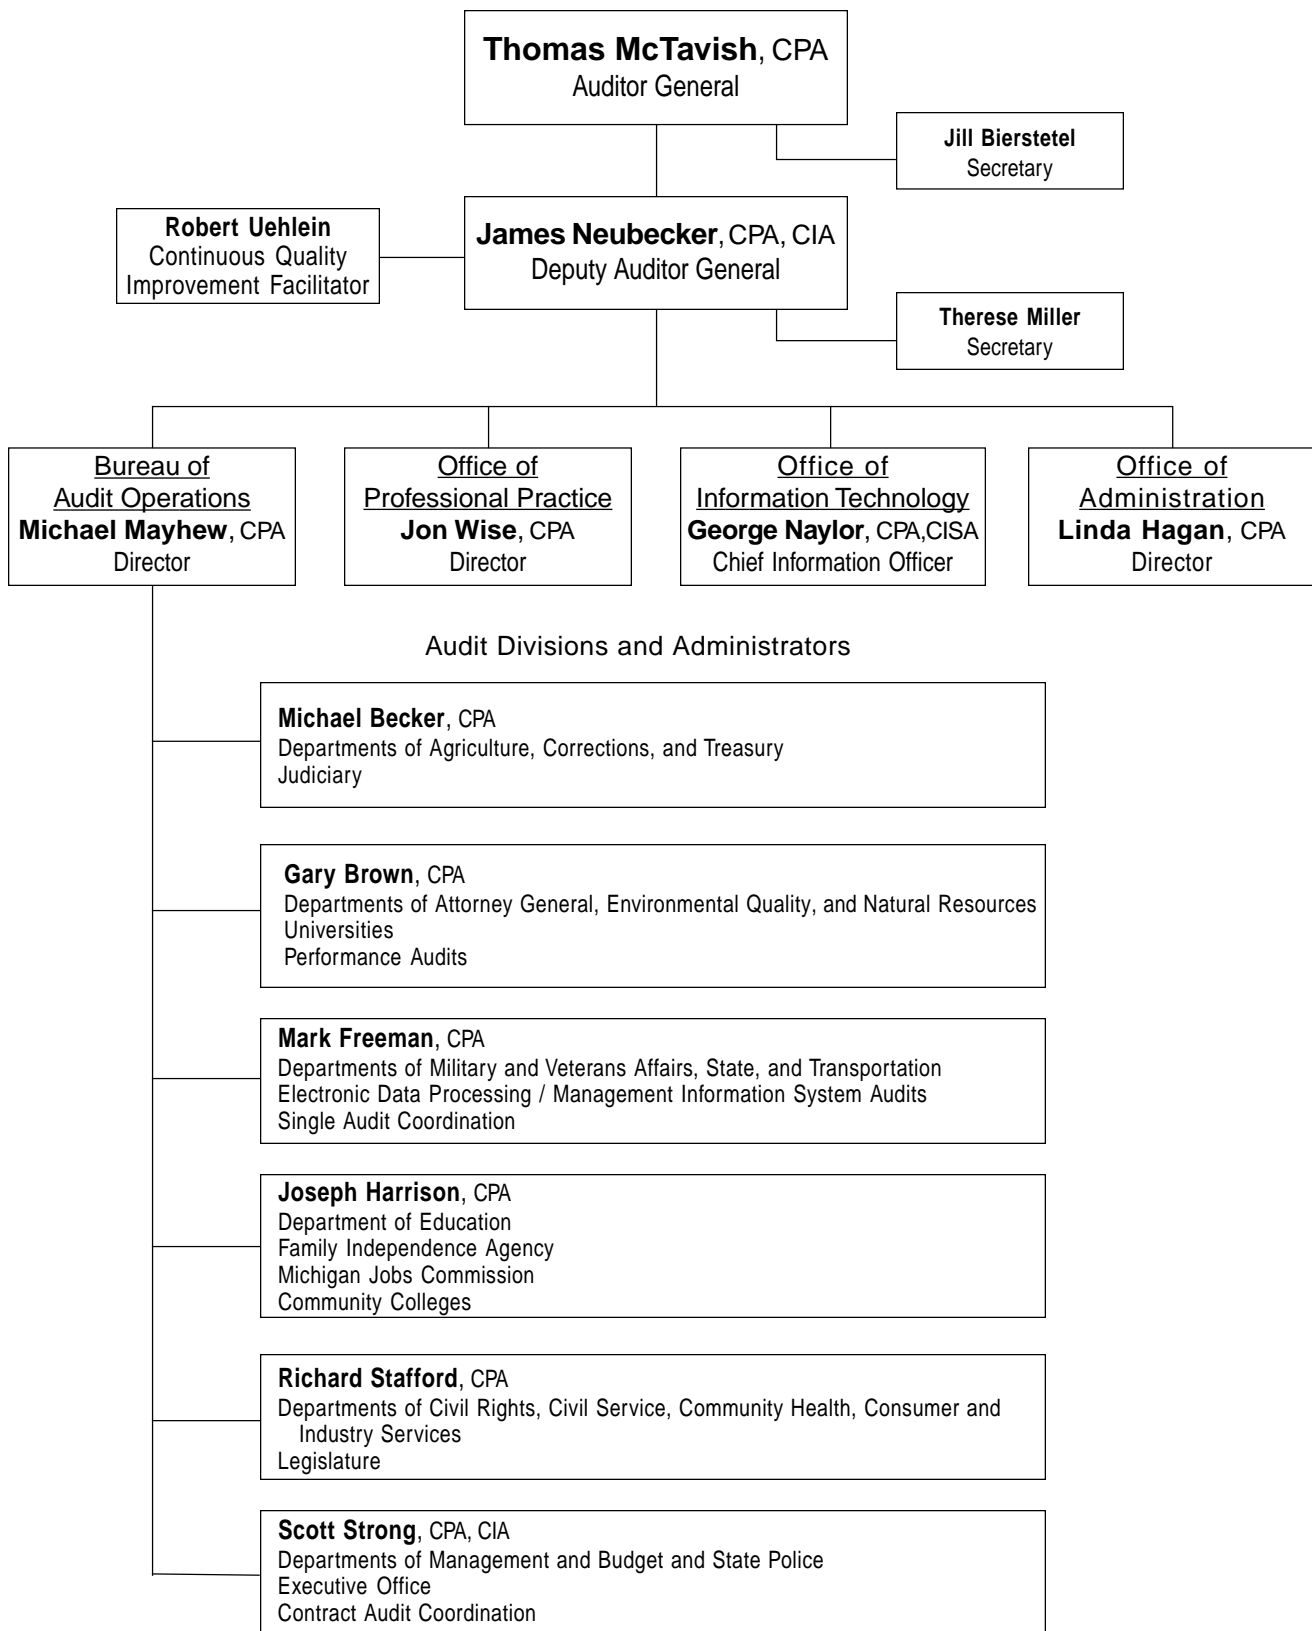 Thomas McTavish, CPA
Auditor General
Jill Bierstetel
Secretary
Robert Uehlein
Continuous Quality
Improvement Facilitator
James Neubecker, CPA, CIA
Deputy Auditor General
Therese Miller
Secretary
Bureau of
Audit Operations
Michael Mayhew, CPA
Director
Office of
Professional Practice
Jon Wise, CPA
Director
Office of
Information Technology
George Naylor, CPA,CISA
Chief Information Officer
Office of
Administration
Linda Hagan, CPA
Director
Audit Divisions and Administrators
Michael Becker, CPA
Departments of Agriculture, Corrections, and Treasury
Judiciary
Gary Brown, CPA
Departments of Attorney General, Environmental Quality, and Natural Resources
Universities
Performance Audits
Mark Freeman, CPA
Departments of Military and Veterans Affairs, State, and Transportation
Electronic Data Processing / Management Information System Audits
Single Audit Coordination
Joseph Harrison, CPA
Department of Education
Family Independence Agency
Michigan Jobs Commission
Community Colleges
Richard Stafford, CPA
Departments of Civil Rights, Civil Service, Community Health, Consumer and
Industry Services
Legislature
Scott Strong, CPA, CIA
Departments of Management and Budget and State Police
Executive Office
Contract Audit Coordination